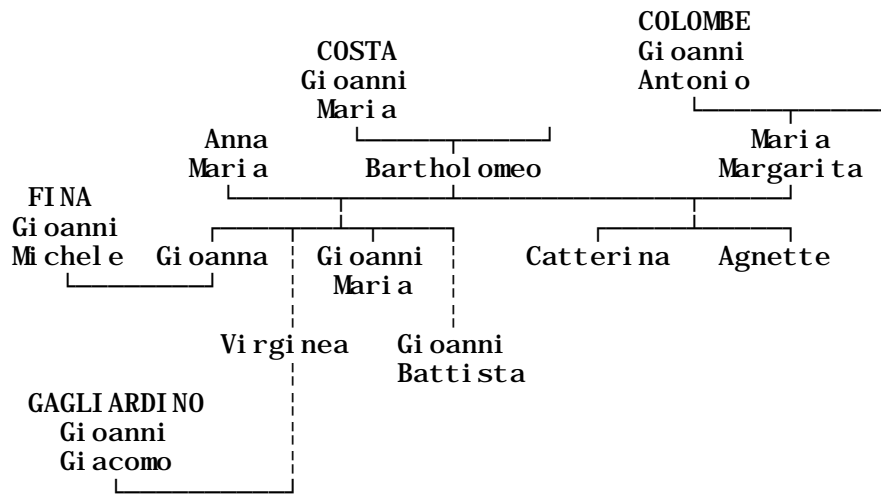 COLOMBE
COSTA Gioanni
Gioanni Antonio
Maria
Anna Maria
Maria Bartholomeo Margarita
FINA
Gioanni
Michele Gioanna Gioanni Catterina Agnette
Maria
Virginea Gioanni
Battista
GAGLIARDINO
Gioanni
Giacomo